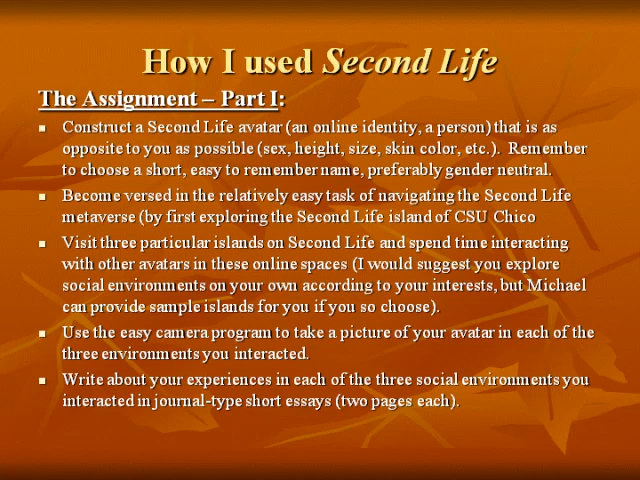 How I used Second Life
The Assignment – Part I:
Construct a Second Life avatar (an online identity, a person) that is as
opposite to you as possible (sex, height, size, skin color, etc.). Remember
to choose a short, easy to remember name, preferably gender neutral.
Become versed in the relatively easy task of navigating the Second Life
metaverse (by first exploring the Second Life island of CSU Chico
Visit three particular islands on Second Life and spend time interacting
with other avatars in these online spaces (I would suggest you explore
social environments on your own according to your interests, but Michael
can provide sample islands for you if you so choose).
Use the easy camera program to take a picture of your avatar in each of the
three environments you interacted.
Write about your experiences in each of the three social environments you
interacted in journal-type short essays (two pages each).